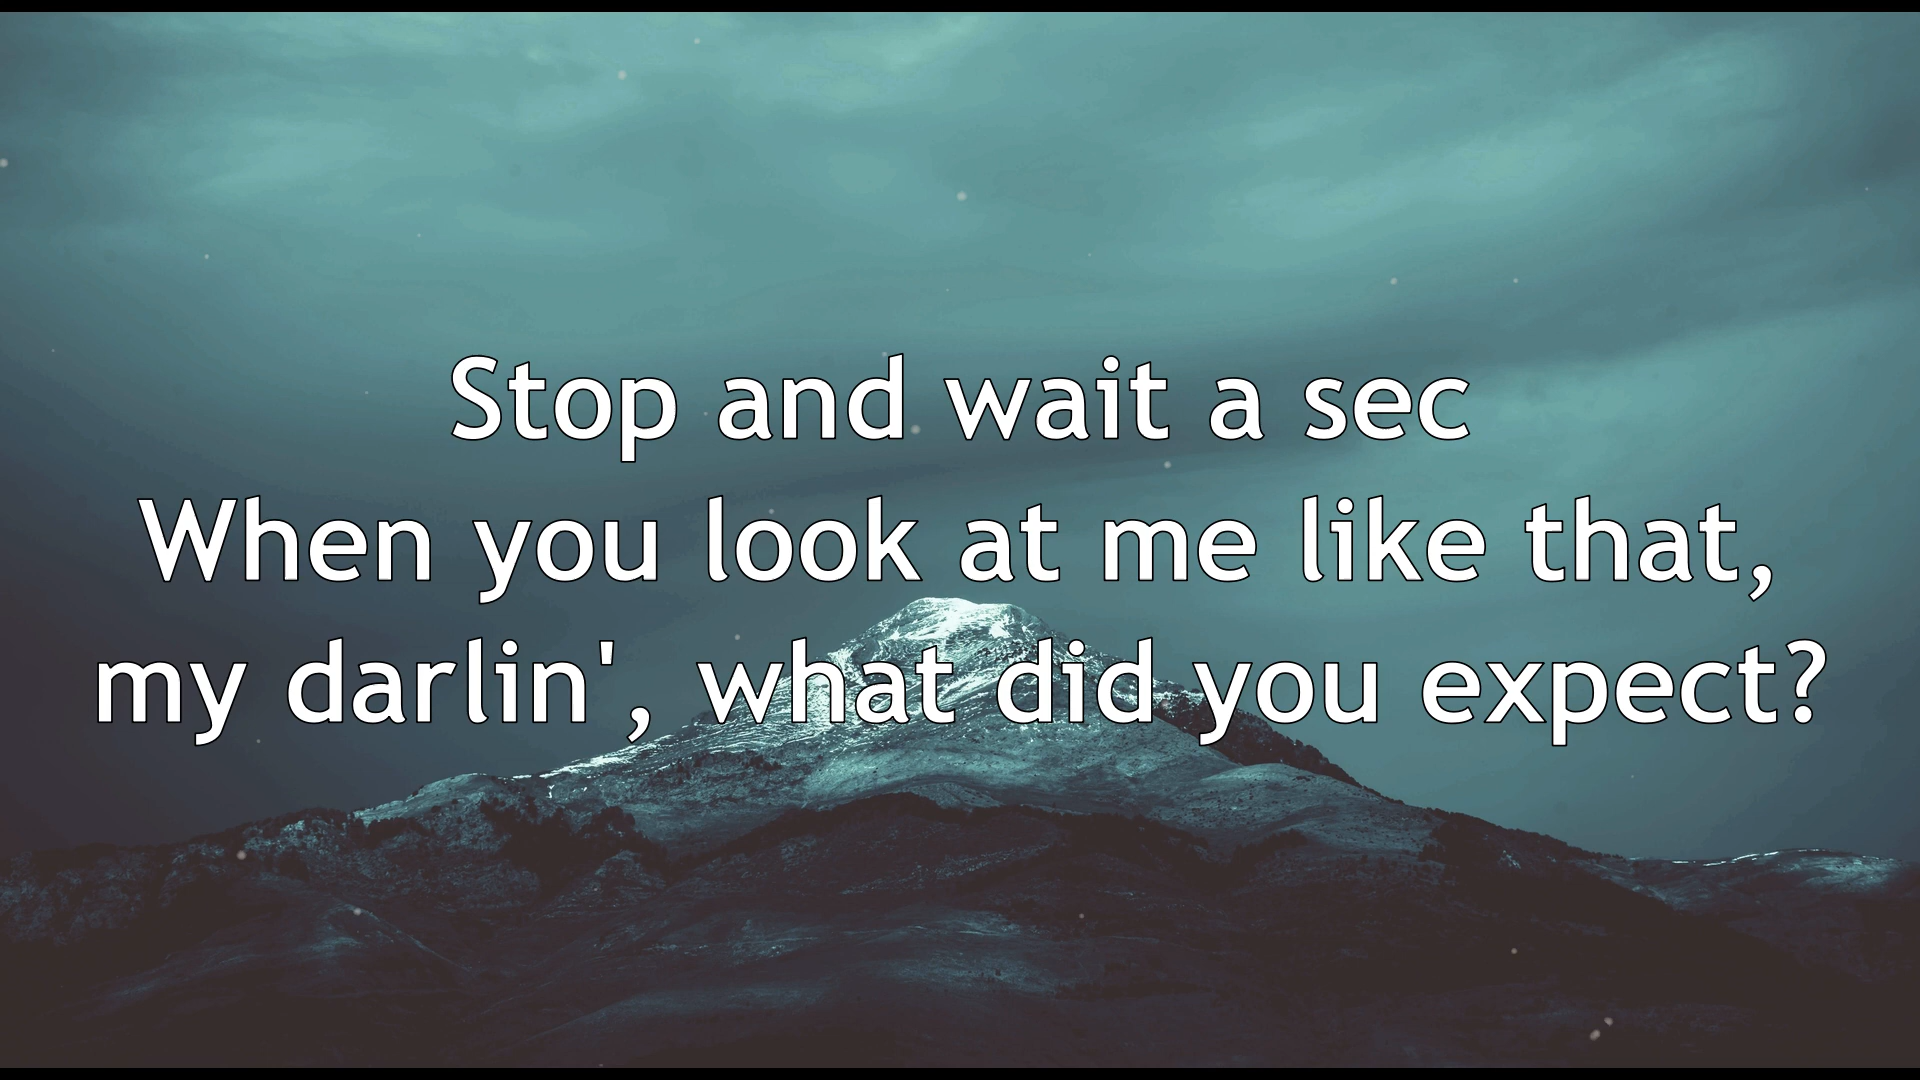 Stop and wait a sec
When you look at me like that,
my darlin', what did you expect?